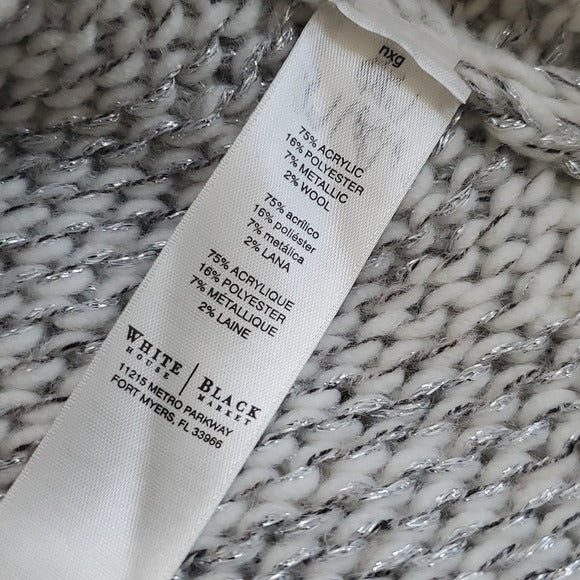 nxg
75% ACRYLIC
16% POLYESTER
7% METALLIC
2% WOOL
75% acrílico
16% poliéster
7% metálica
2% LANA
75% ACRYLIQUE
16% POLYESTER
7% METALLIQUE
2% LAINE
WHITE HOUSE | BLACK MARKET
11215 METRO PARKWAY
FORT MYERS, FL 33966